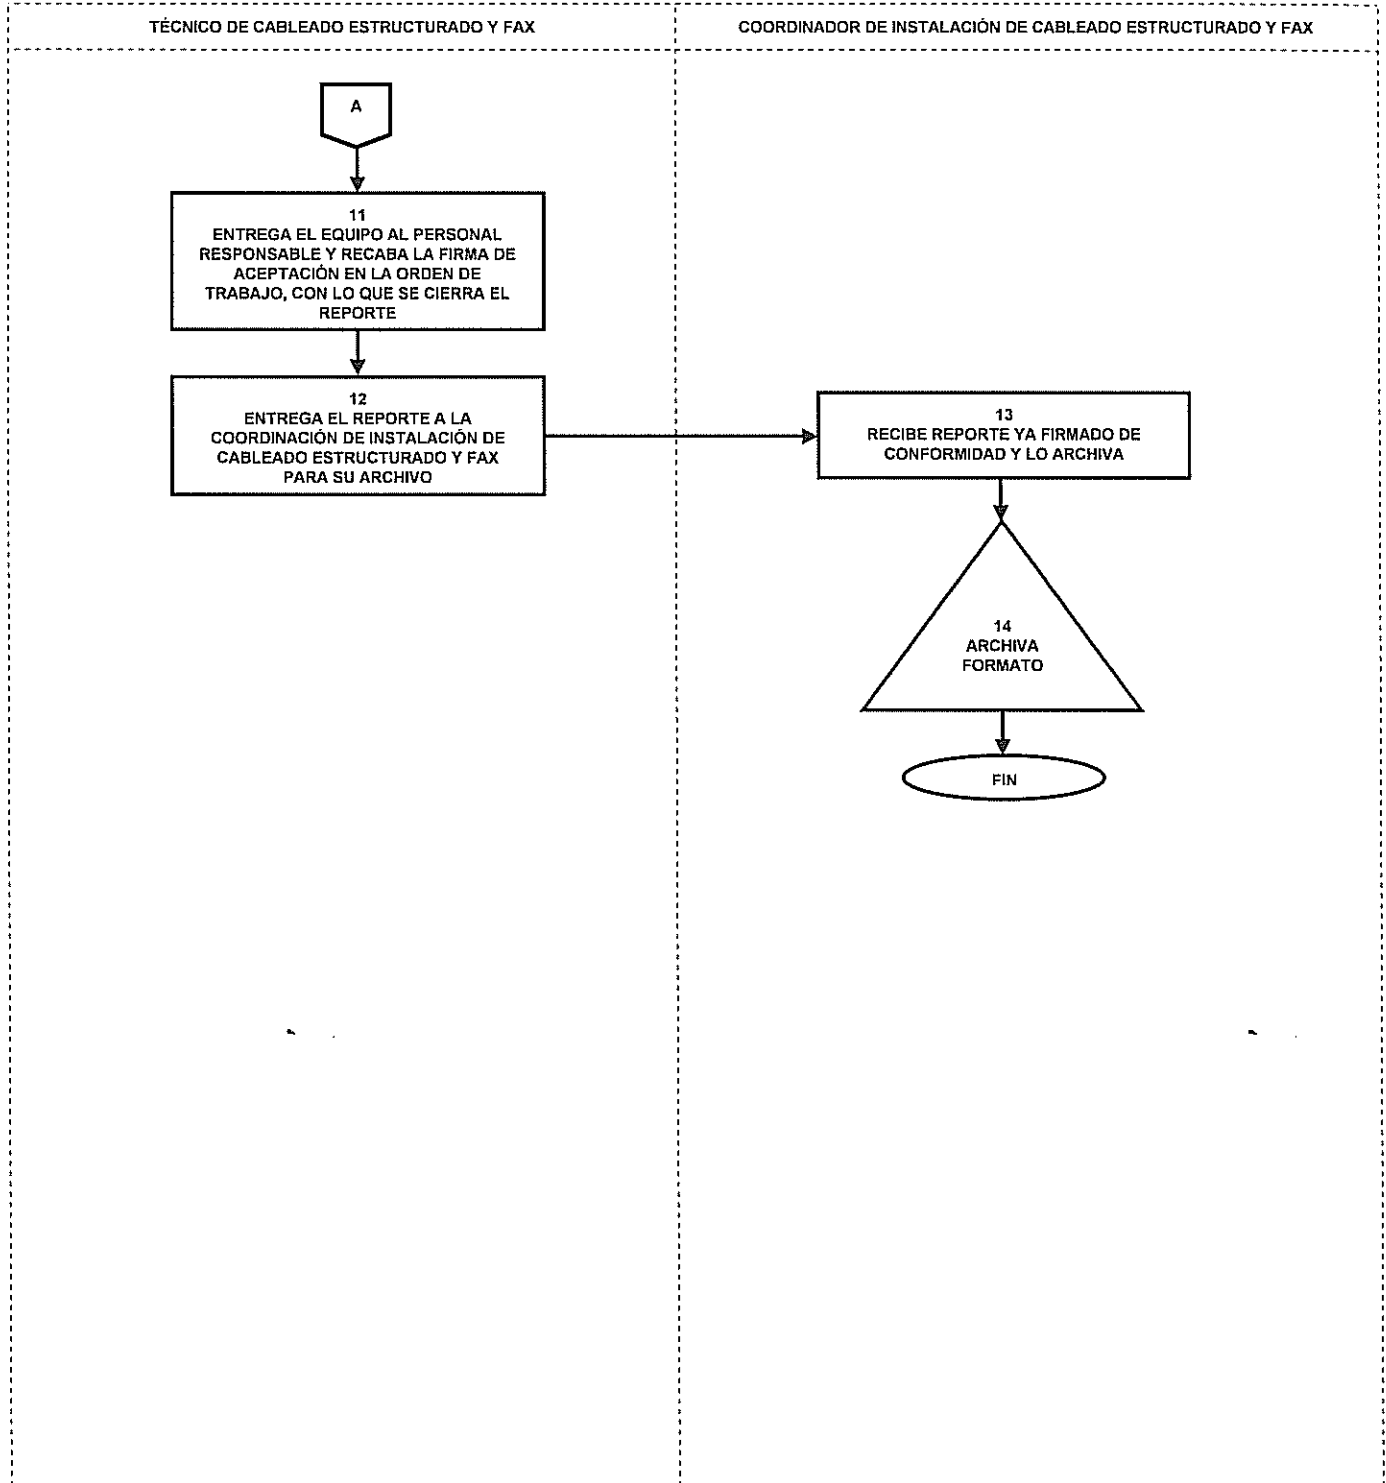 TÉCNICO DE CABLEADO ESTRUCTURADO Y FAX
COORDINADOR DE INSTALACIÓN DE CABLEADO ESTRUCTURADO Y FAX
A
11
ENTREGA EL EQUIPO AL PERSONAL
RESPONSABLE Y RECABA LA FIRMA DE
ACEPTACIÓN EN LA ORDEN DE
TRABAJO, CON LO QUE SE CIERRA EL
REPORTE
12
ENTREGA EL REPORTE A LA
COORDINACIÓN DE INSTALACIÓN DE
CABLEADO ESTRUCTURADO Y FAX
PARA SU ARCHIVO
13
RECIBE REPORTE YA FIRMADO DE
CONFORMIDAD Y LO ARCHIVA
14
ARCHIVA
FORMATO
FIN